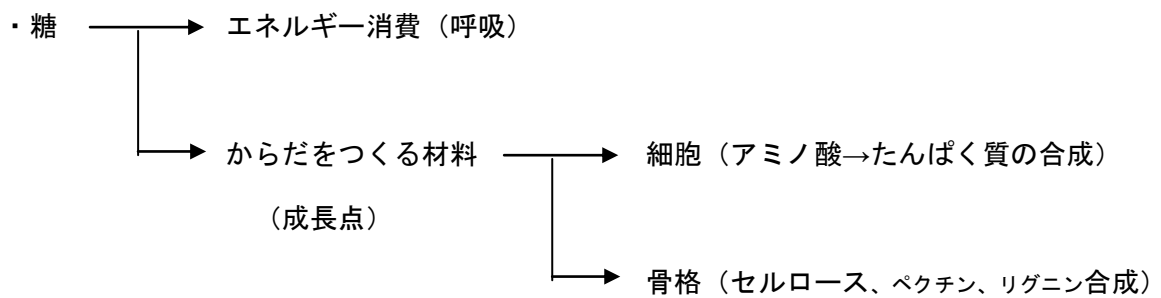 ・糖 エネルギー消費（呼吸）
からだをつくる材料 細胞（アミノ酸→たんぱく質の合成）
（成長点）
骨格（セルロース、ペクチン、リグニン合成）